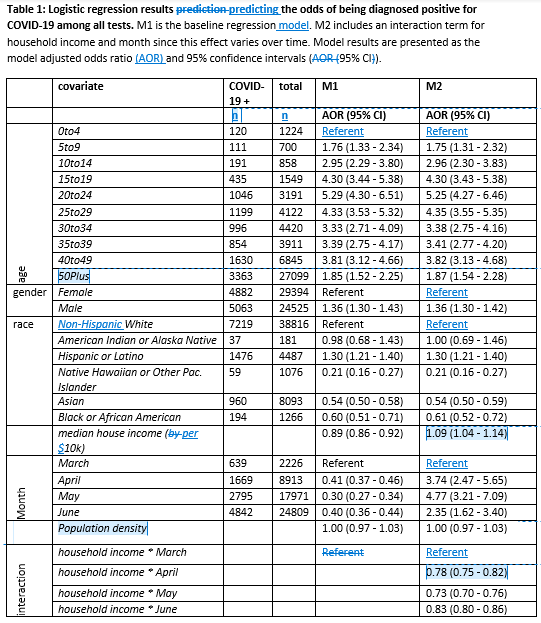 Table 1: Logistic regression results prediction predicting the odds of being diagnosed positive for
COVID-19 among all tests. M1 is the baseline regression model. M2 includes an interaction term for
household income and month since this effect varies over time. Model results are presented as the
model adjusted odds ratio (AOR) and 95% confidence intervals (AOR (95% CI)).
covariate COVID-19 + total M1 M2
n n AOR (95% CI) AOR (95% CI)
age
0to4 120 1224 Referent Referent
5to9 111 700 1.76 (1.33 - 2.34) 1.75 (1.31 - 2.32)
10to14 191 858 2.95 (2.29 - 3.80) 2.96 (2.30 - 3.83)
15to19 435 1549 4.30 (3.44 - 5.38) 4.30 (3.43 - 5.38)
20to24 1046 3191 5.29 (4.30 - 6.51) 5.25 (4.27 - 6.46)
25to29 1199 4122 4.33 (3.53 - 5.32) 4.35 (3.55 - 5.35)
30to34 996 4420 3.33 (2.71 - 4.09) 3.38 (2.75 - 4.16)
35to39 854 3911 3.39 (2.75 - 4.17) 3.41 (2.77 - 4.20)
40to49 1630 6845 3.81 (3.12 - 4.66) 3.82 (3.13 - 4.68)
50Plus 3363 27099 1.85 (1.52 - 2.25) 1.87 (1.54 - 2.28)
gender Female 4882 29394 Referent Referent
Male 5063 24525 1.36 (1.30 - 1.43) 1.36 (1.30 - 1.42)
race Non-Hispanic White 7219 38816 Referent Referent
American Indian or Alaska Native 37 181 0.98 (0.68 - 1.43) 1.00 (0.69 - 1.46)
Hispanic or Latino 1476 4487 1.30 (1.21 - 1.40) 1.30 (1.21 - 1.40)
Native Hawaiian or Other Pac. 59 1076 0.21 (0.16 - 0.27) 0.21 (0.16 - 0.27)
Islander
Asian 960 8093 0.54 (0.50 - 0.58) 0.54 (0.50 - 0.59)
Black or African American 194 1266 0.60 (0.51 - 0.71) 0.61 (0.52 - 0.72)
median house income (by per 0.89 (0.86 - 0.92) 1.09 (1.04 - 1.14)
$10k)
Month
March 639 2226 Referent Referent
April 1669 8913 0.41 (0.37 - 0.46) 3.74 (2.47 - 5.65)
May 2795 17971 0.30 (0.27 - 0.34) 4.77 (3.21 - 7.09)
June 4842 24809 0.40 (0.36 - 0.44) 2.35 (1.62 - 3.40)
Population density 1.00 (0.97 - 1.03) 1.00 (0.97 - 1.03)
interaction
household income * March Referent Referent
household income * April 0.78 (0.75 - 0.82)
household income * May 0.73 (0.70 - 0.76)
household income * June 0.83 (0.80 - 0.86)